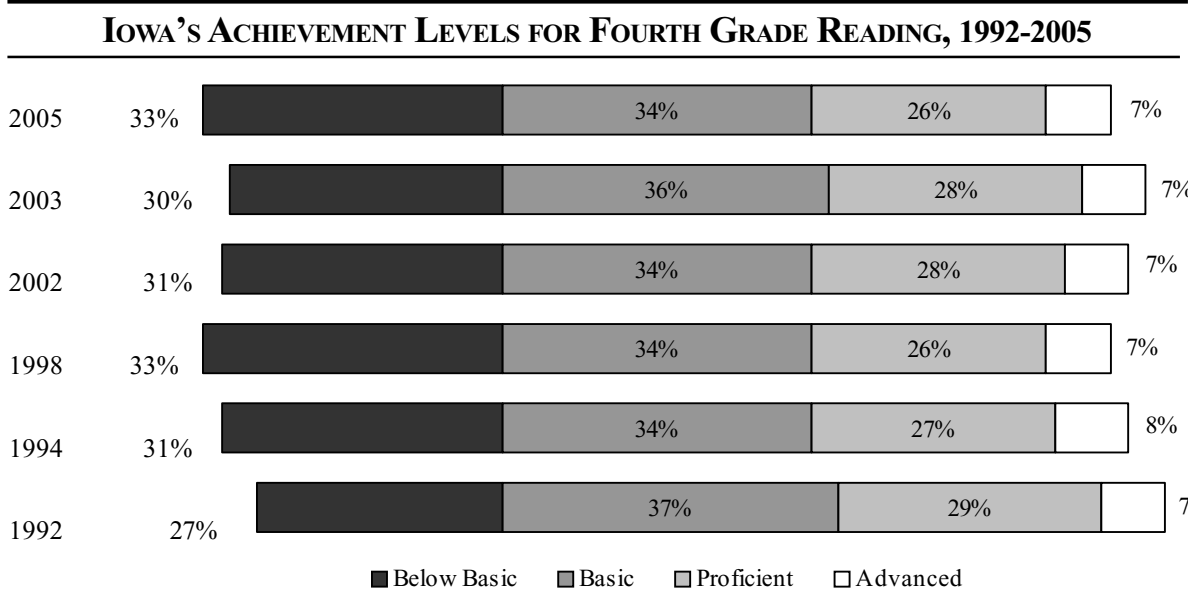 IOWA'S ACHIEVEMENT LEVELS FOR FOURTH GRADE READING, 1992-2005
2005 33% 34% 26% 7%
2003 30% 36% 28% 7%
2002 31% 34% 28% 7%
1998 33% 34% 26% 7%
1994 31% 34% 27% 8%
1992 27% 37% 29% 7
Below Basic Basic Proficient Advanced